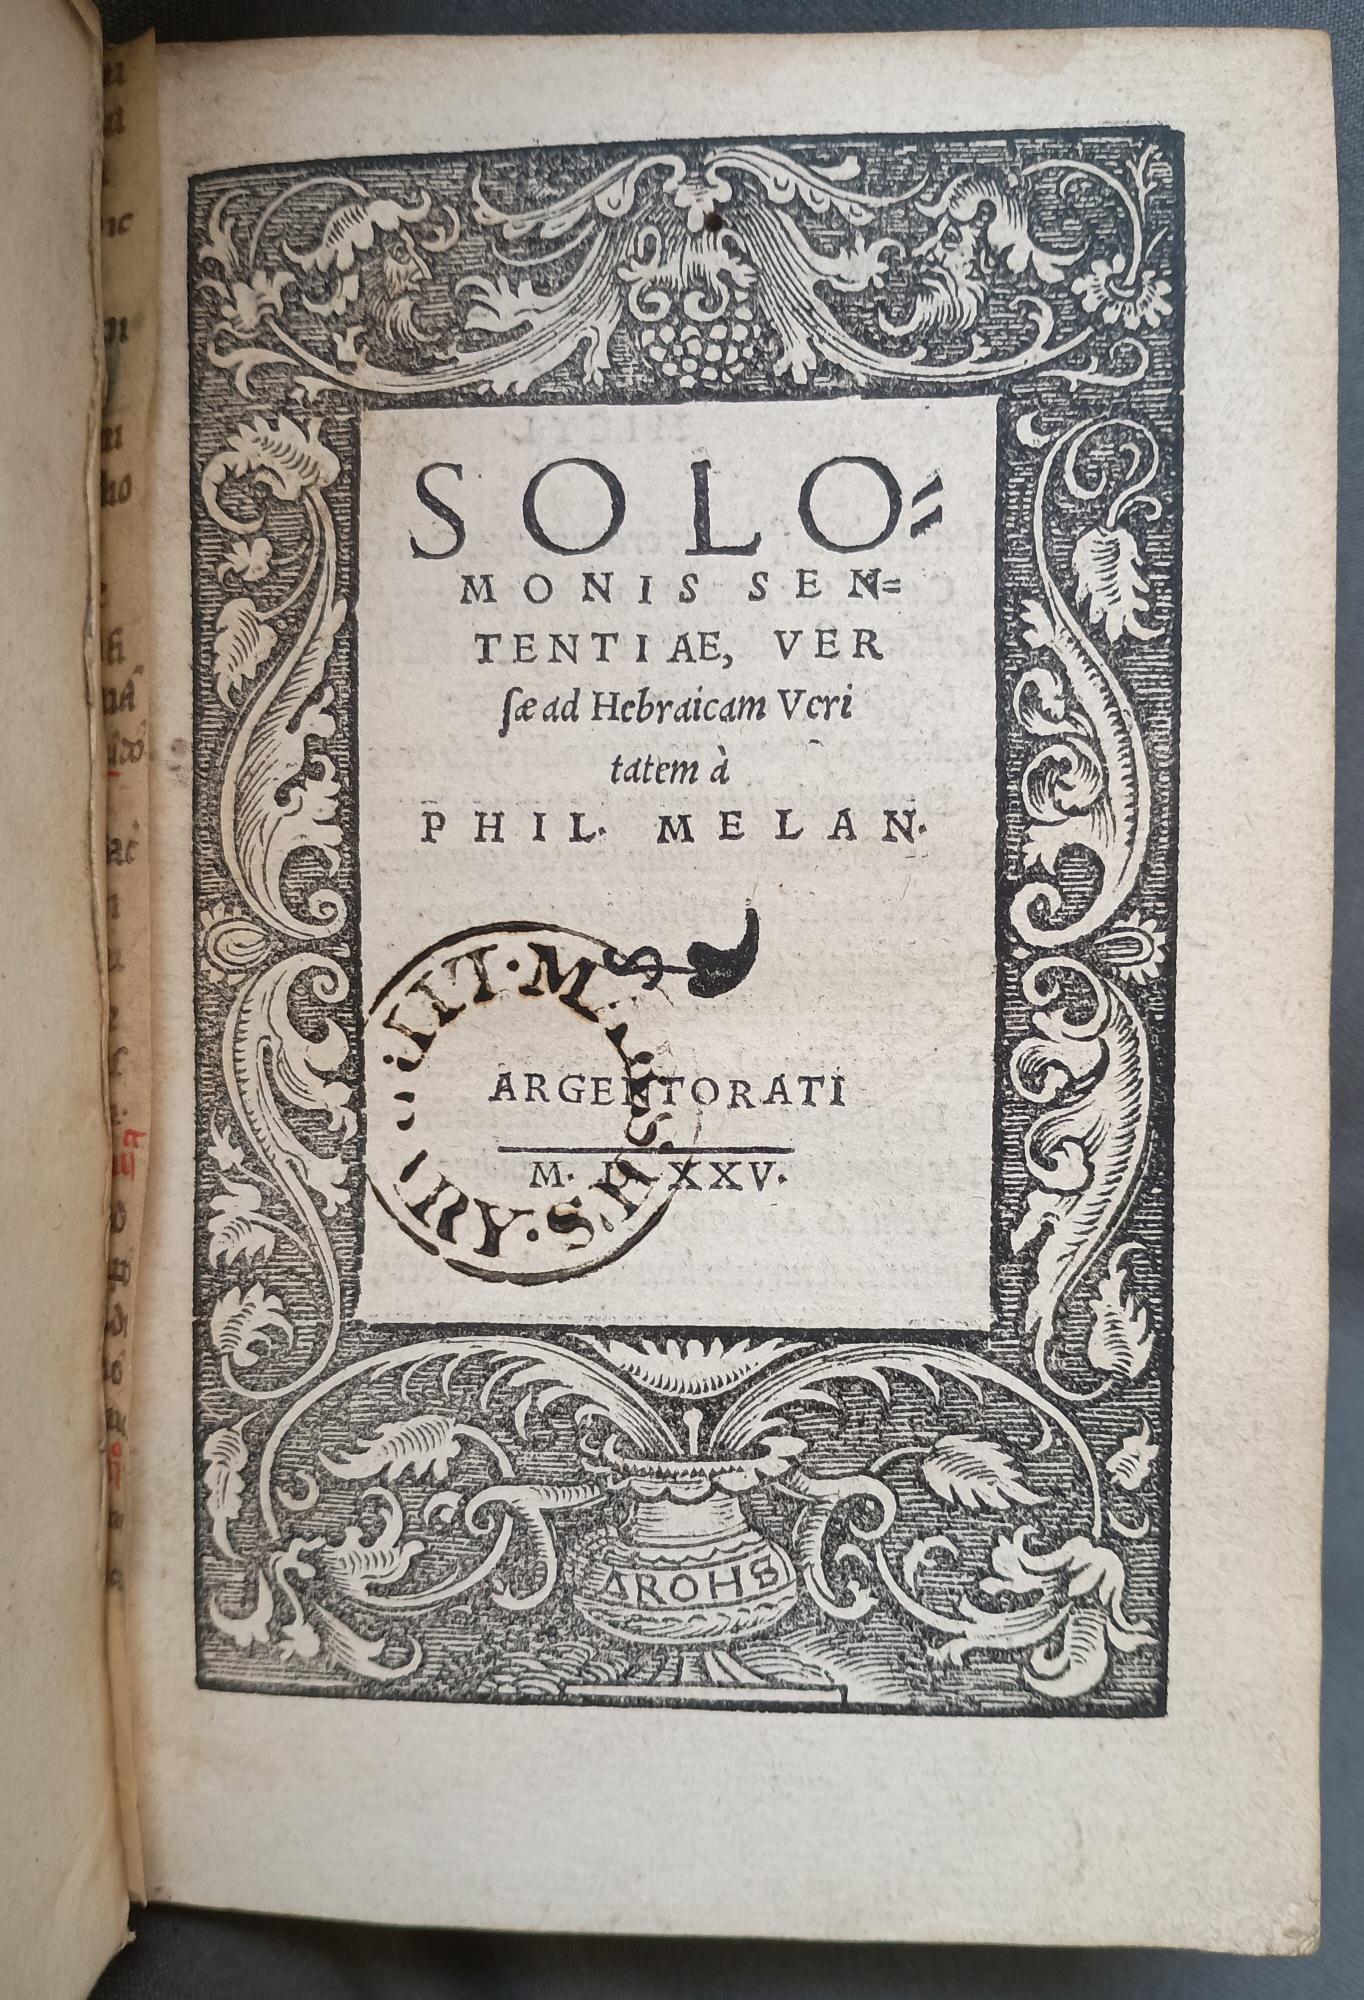 SOLO=
MONIS SEN=
TENTIAE, VER
ſæ ad Hebraicam Veri
tatem à
PHIL. MELAN.
ARGENTORATI
M. D. XXV.
AROHS